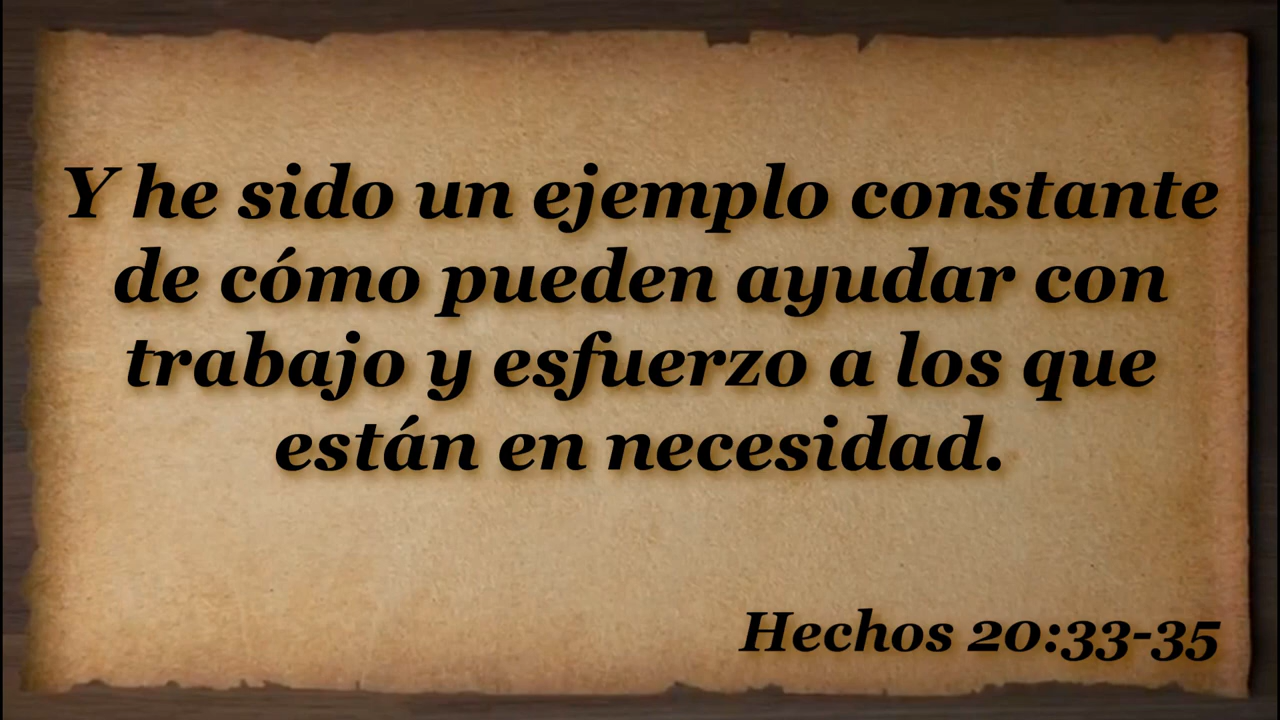 Y he sido un ejemplo constante
de cómo pueden ayudar con
trabajo y esfuerzo a los que
están en necesidad.
Hechos 20:33-35